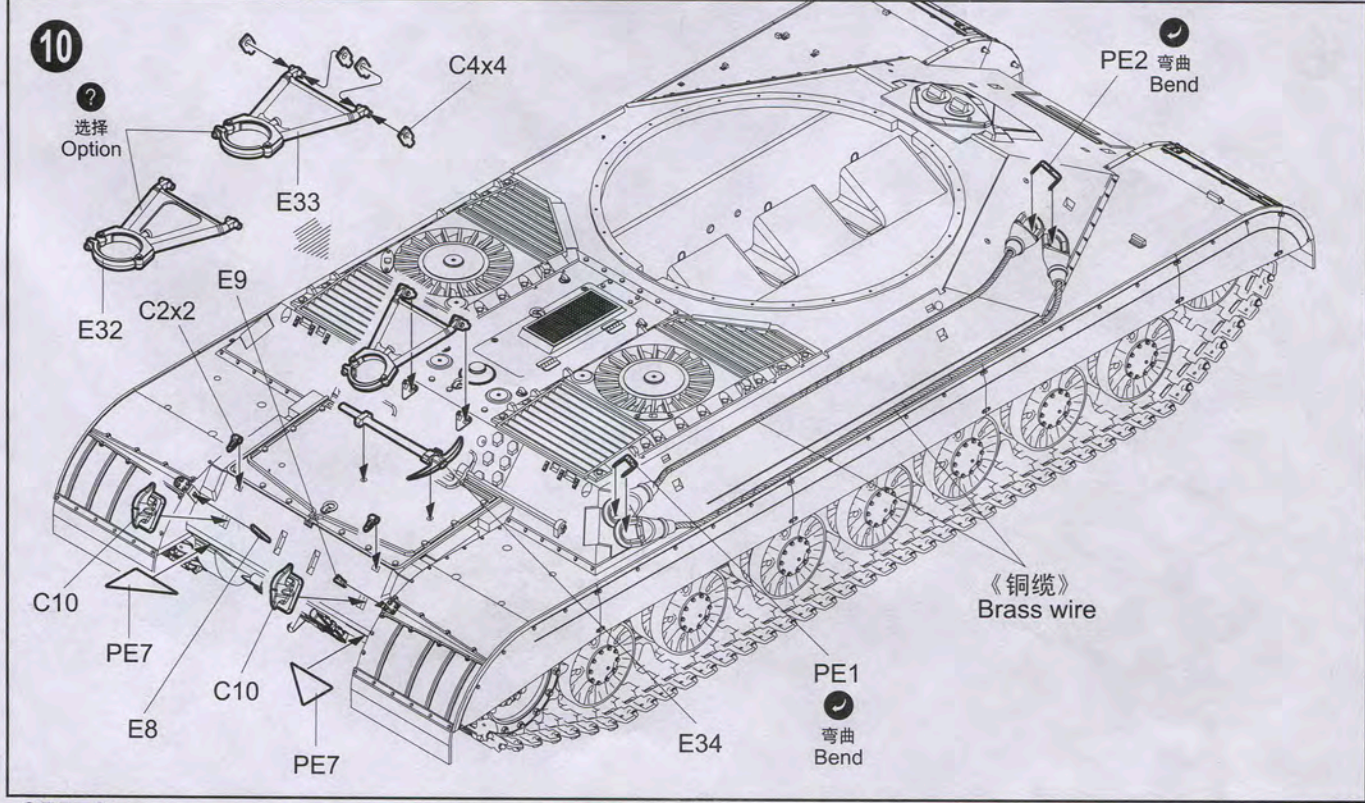 10
?
选择
Option
C4x4
E33
E32
C2x2
E9
PE2 弯曲
Bend
《铜缆》
Brass wire
C10
PE7
E8
C10
PE7
E34
PE1
弯曲
Bend